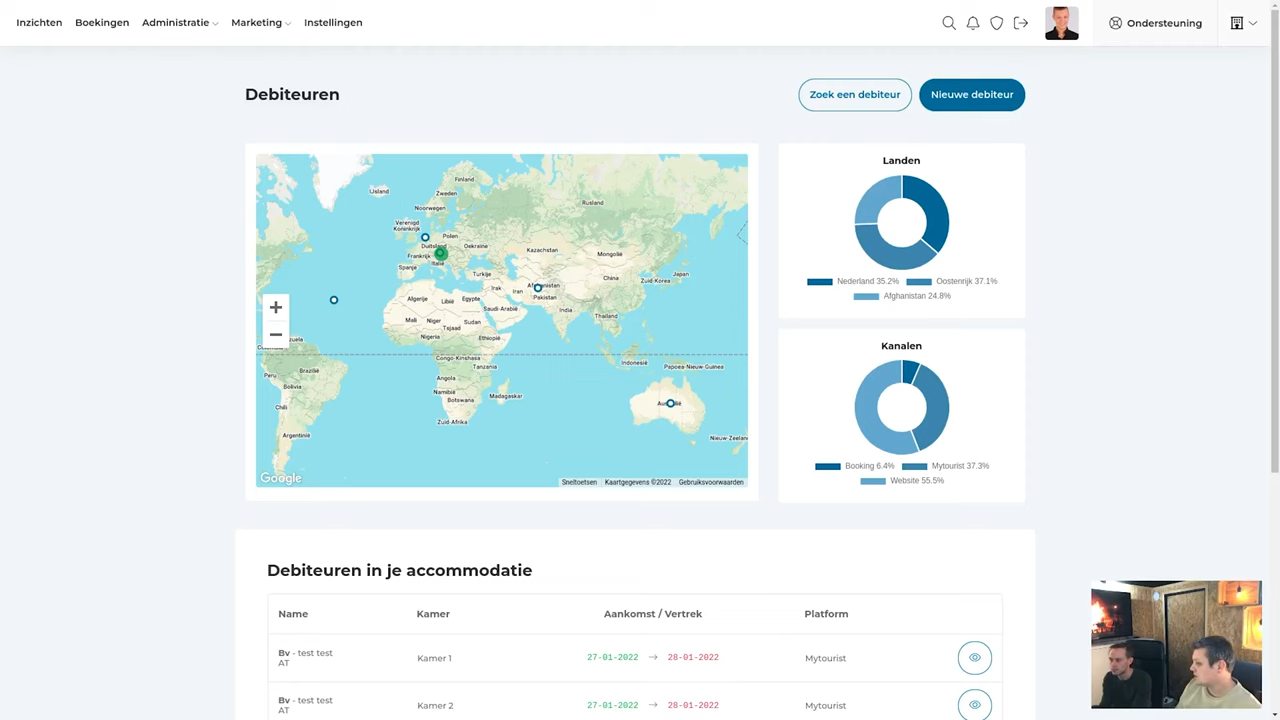 Inzichten Boekingen Administratie Marketing Instellingen Ondersteuning
Debiteuren
Zoek een debiteur
Nieuwe debiteur
IJsland
Finland
Zweden
Noorwegen
Rusland
Verenigd
Koninkrijk
Polen
Duitsland
Oekraïne
Frankrijk
Italië
Spanje
Turkije
Kazachstan
Mongolië
China
Zuid-Korea
Japan
Irak
Iran
Afghanistan
Pakistan
Algerije
Libië
Egypte
Saudi-Arabië
India
Thailand
Mali
Niger
Tsjaad
Sudan
Nigeria
Ethiopië
Congo-Kinshasa
Tanzania
Indonesië
Papoea-Nieuw-Guinea
Peru
Brazilië
Bolivia
Angola
Namibië
Botswana
Madagaskar
Zuid-Afrika
Chili
Argentinië
Australië
Google
Sneltoetsen Kaartgegevens ©2022 Gebruiksvoorwaarden
Landen
Nederland 35.2% Oostenrijk 37.1%
Afghanistan 24.8%
Kanalen
Booking 6.4% Mytourist 37.3%
Website 55.5%
Debiteuren in je accommodatie
Name Kamer Aankomst / Vertrek Platform
Bv - test test
AT
Kamer 1 27-01-2022 → 28-01-2022 Mytourist
Bv - test test
AT
Kamer 2 27-01-2022 → 28-01-2022 Mytourist